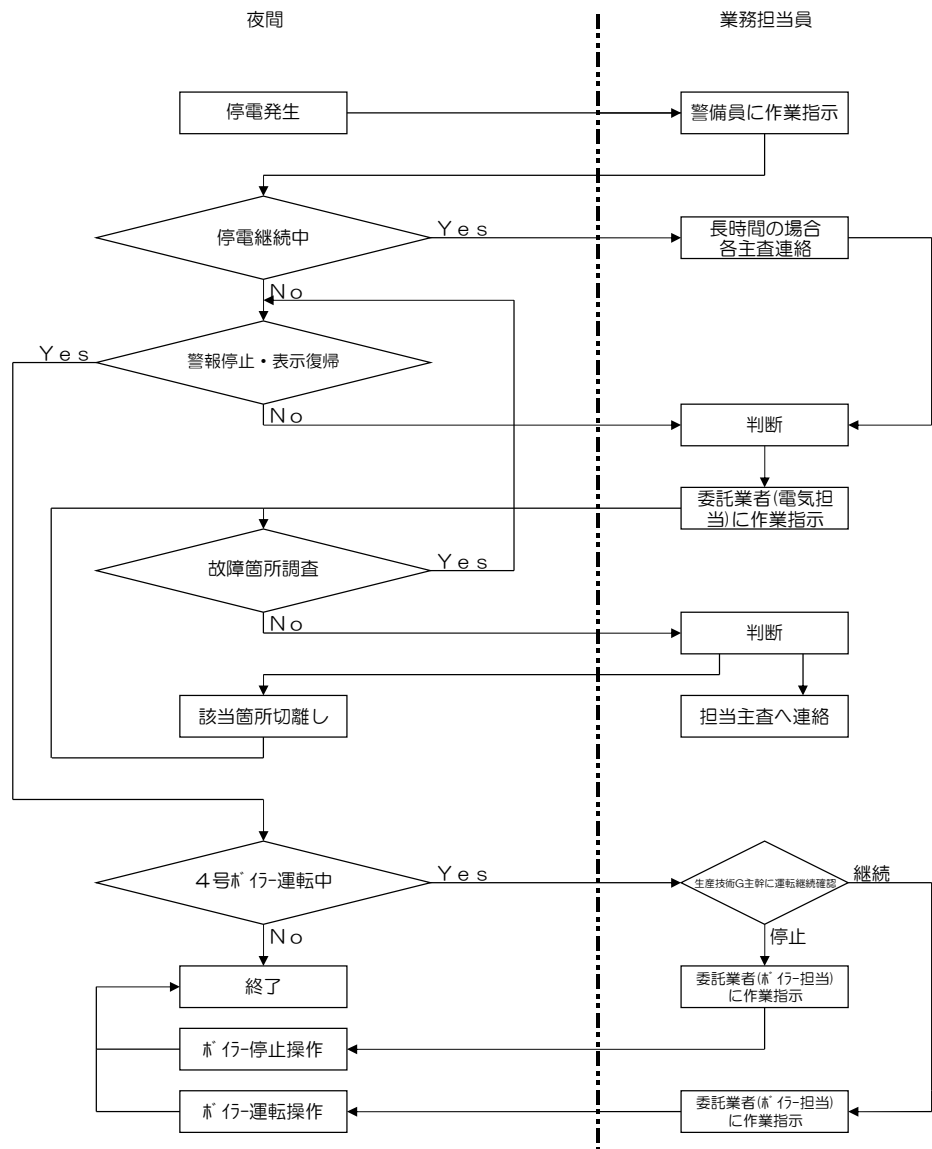 夜間
業務担当員
停電発生
警備員に作業指示
停電継続中
Ｙｅｓ
長時間の場合
各主査連絡
Ｎｏ
Ｙｅｓ
警報停止・表示復帰
Ｎｏ
判断
委託業者(電気担
当)に作業指示
故障箇所調査
Ｙｅｓ
Ｎｏ
判断
該当箇所切離し
担当主査へ連絡
４号ﾎﾞｲﾗｰ運転中
Ｙｅｓ
生産技術G主幹に運転継続確認
継続
Ｎｏ
停止
終了
委託業者(ﾎﾞｲﾗｰ担当)
に作業指示
ﾎﾞｲﾗｰ停止操作
ﾎﾞｲﾗｰ運転操作
委託業者(ﾎﾞｲﾗｰ担当)
に作業指示